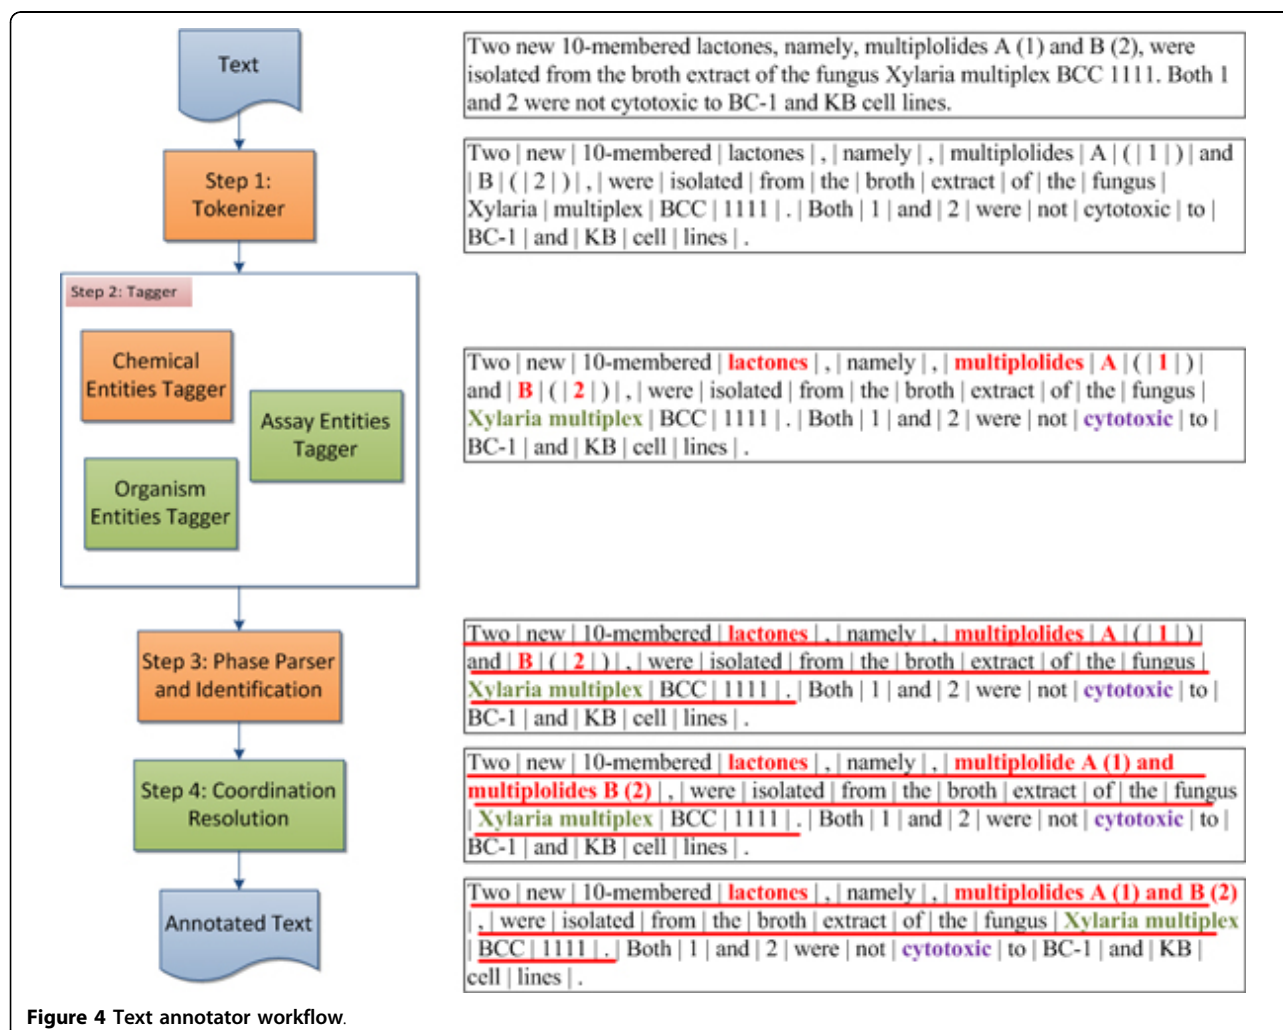 Text
Two new 10-membered lactones, namely, multiplolides A (1) and B (2), were
isolated from the broth extract of the fungus Xylaria multiplex BCC 1111. Both 1
and 2 were not cytotoxic to BC-1 and KB cell lines.
Step 1:
Tokenizer
Two | new | 10-membered | lactones | , | namely | , | multiplolides | A | ( | 1 | ) | and
| B | ( | 2 | ) | , | were | isolated | from | the | broth | extract | of | the | fungus |
Xylaria | multiplex | BCC | 1111 | . | Both | 1 | and | 2 | were | not | cytotoxic | to |
BC-1 | and | KB | cell | lines | .
Step 2: Tagger
Chemical
Entities Tagger
Assay Entities
Tagger
Organism
Entities Tagger
Two | new | 10-membered | lactones | , | namely | , | multiplolides | A | ( | 1 | ) |
and | B | ( | 2 | ) | , | were | isolated | from | the | broth | extract | of | the | fungus |
Xylaria multiplex | BCC | 1111 | . | Both | 1 | and | 2 | were | not | cytotoxic | to |
BC-1 | and | KB | cell | lines | .
Step 3: Phase Parser
and Identification
Two | new | 10-membered | lactones | , | namely | , | multiplolides | A | ( | 1 | ) |
and | B | ( | 2 | ) | , | were | isolated | from | the | broth | extract | of | the | fungus |
Xylaria multiplex | BCC | 1111 | . | Both | 1 | and | 2 | were | not | cytotoxic | to |
BC-1 | and | KB | cell | lines | .
Step 4: Coordination
Resolution
Two | new | 10-membered | lactones | , | namely | , | multiplolide A (1) and
multiplolides B (2) | , | were | isolated | from | the | broth | extract | of | the | fungus
| Xylaria multiplex | BCC | 1111 | . | Both | 1 | and | 2 | were | not | cytotoxic | to |
BC-1 | and | KB | cell | lines | .
Annotated Text
Two | new | 10-membered | lactones | , | namely | , | multiplolides A (1) and B (2)
| , | were | isolated | from | the | broth | extract | of | the | fungus | Xylaria multiplex
| BCC | 1111 | . | Both | 1 | and | 2 | were | not | cytotoxic | to | BC-1 | and | KB |
cell | lines | .
Figure 4 Text annotator workflow.